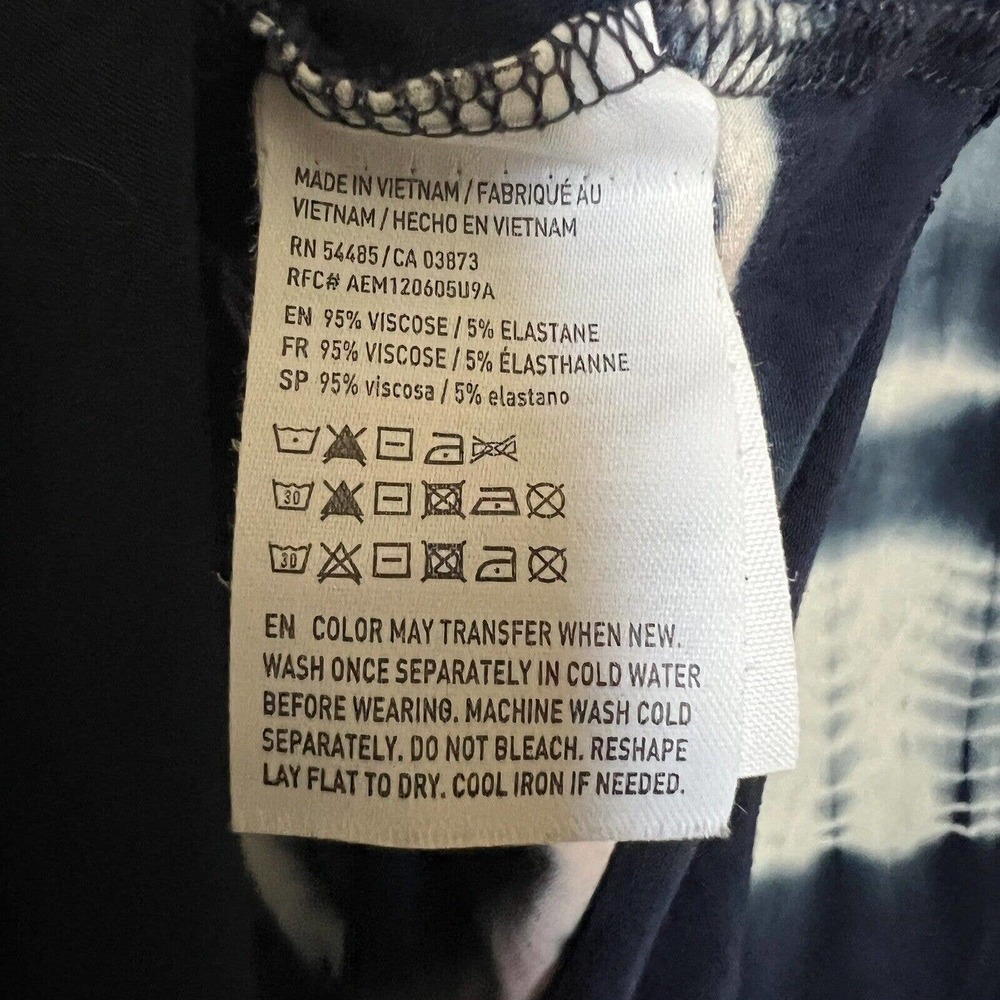 MADE IN VIETNAM / FABRIQUÉ AU
VIETNAM / HECHO EN VIETNAM
RN 54485 / CA 03873
RFC# AEM120605U9A
EN 95% VISCOSE / 5% ELASTANE
FR 95% VISCOSE / 5% ÉLASTHANNE
SP 95% viscosa / 5% elastano
30
30
EN COLOR MAY TRANSFER WHEN NEW.
WASH ONCE SEPARATELY IN COLD WATER
BEFORE WEARING. MACHINE WASH COLD
SEPARATELY. DO NOT BLEACH. RESHAPE
LAY FLAT TO DRY. COOL IRON IF NEEDED.